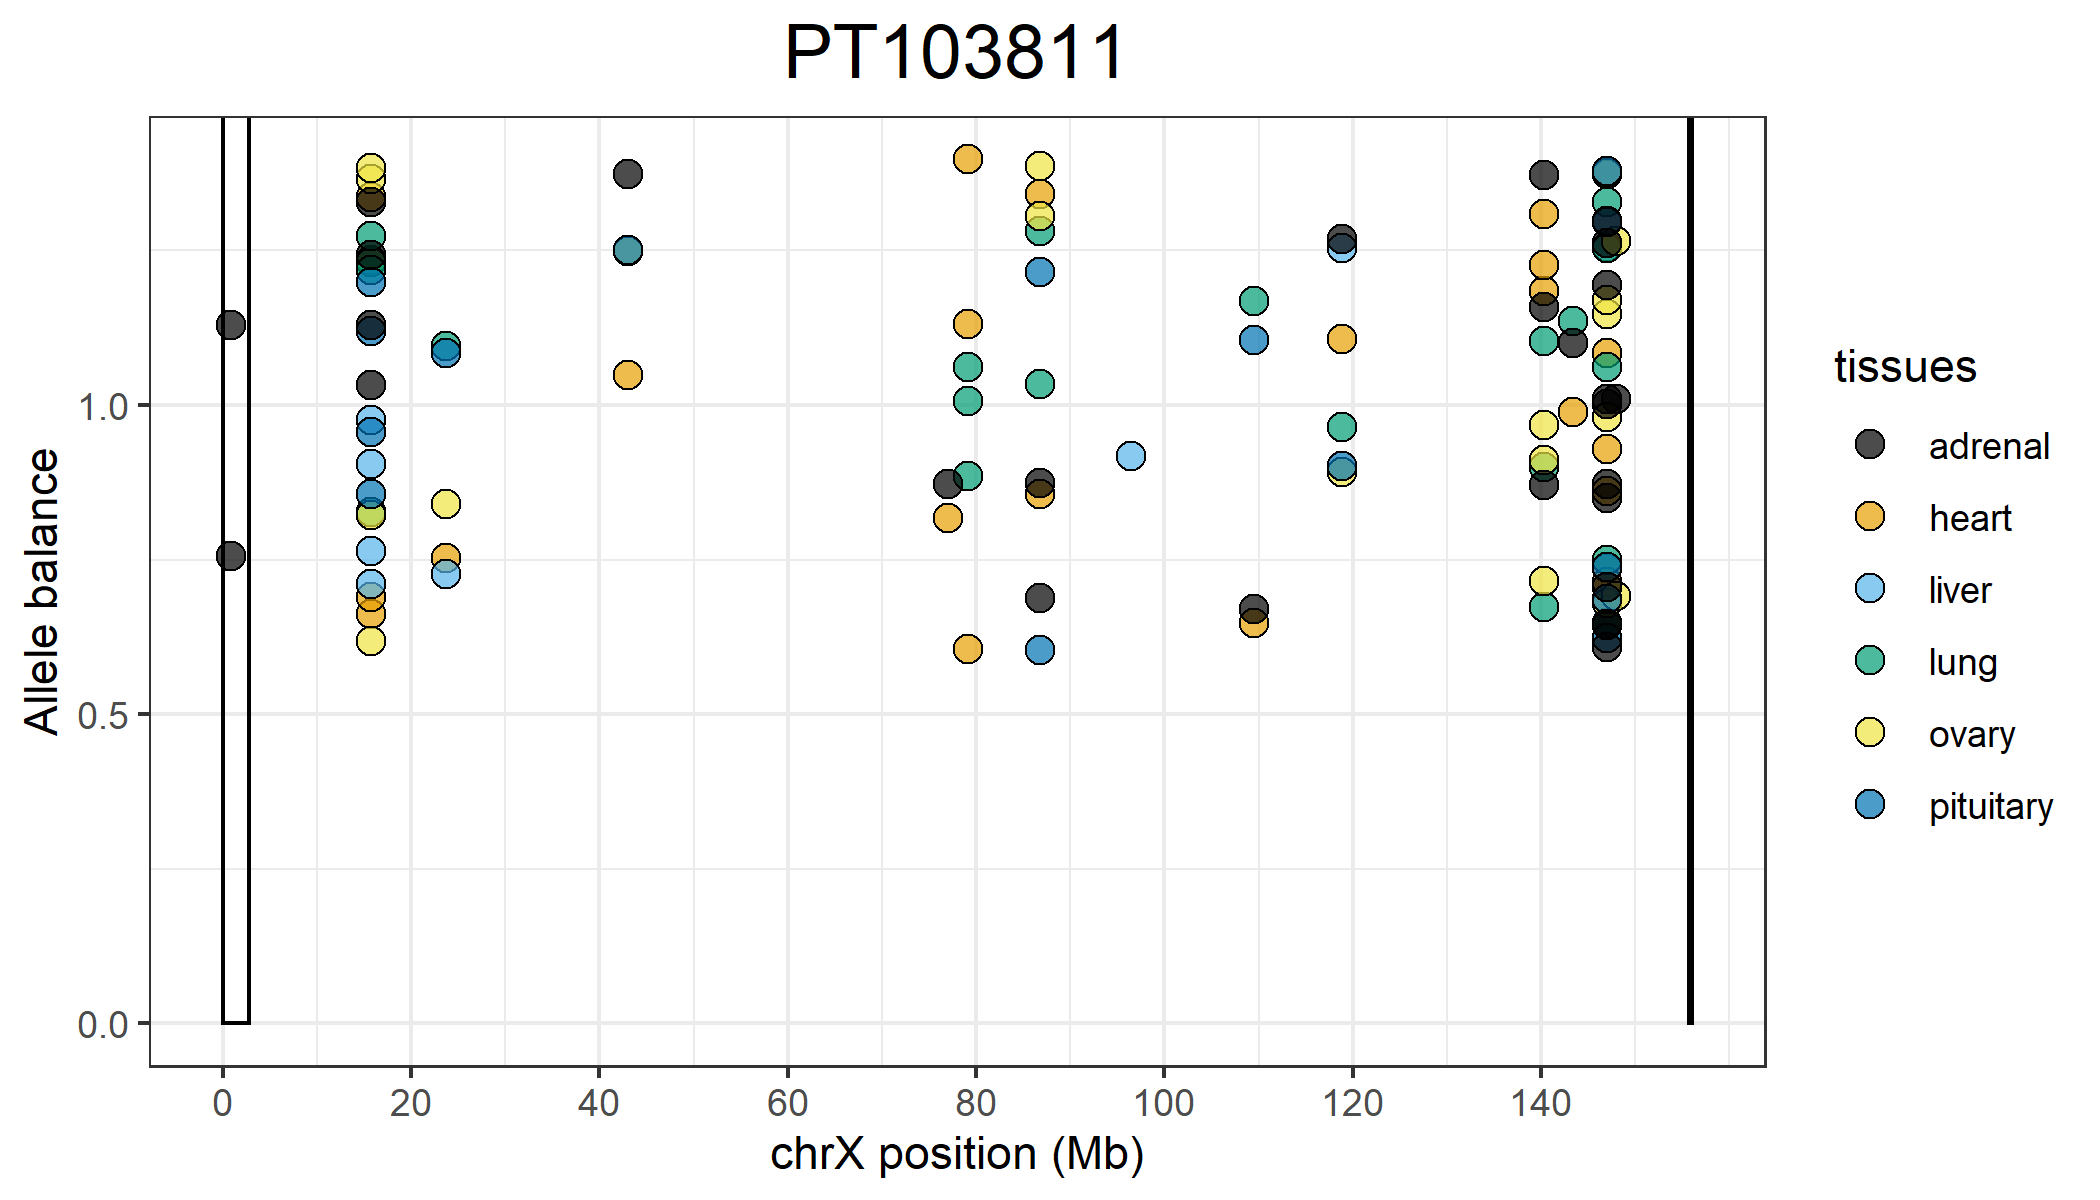 PT103811
Allele balance
1.0
0.5
0.0
0 20 40 60 80 100 120 140
chrX position (Mb)
tissues
adrenal
heart
liver
lung
ovary
pituitary